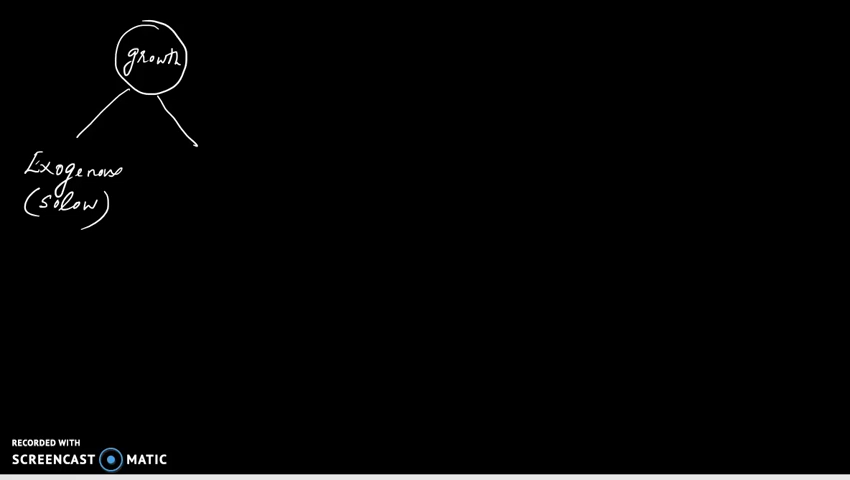 growth
Exogenous
(Solow)
RECORDED WITH
SCREENCAST MATIC